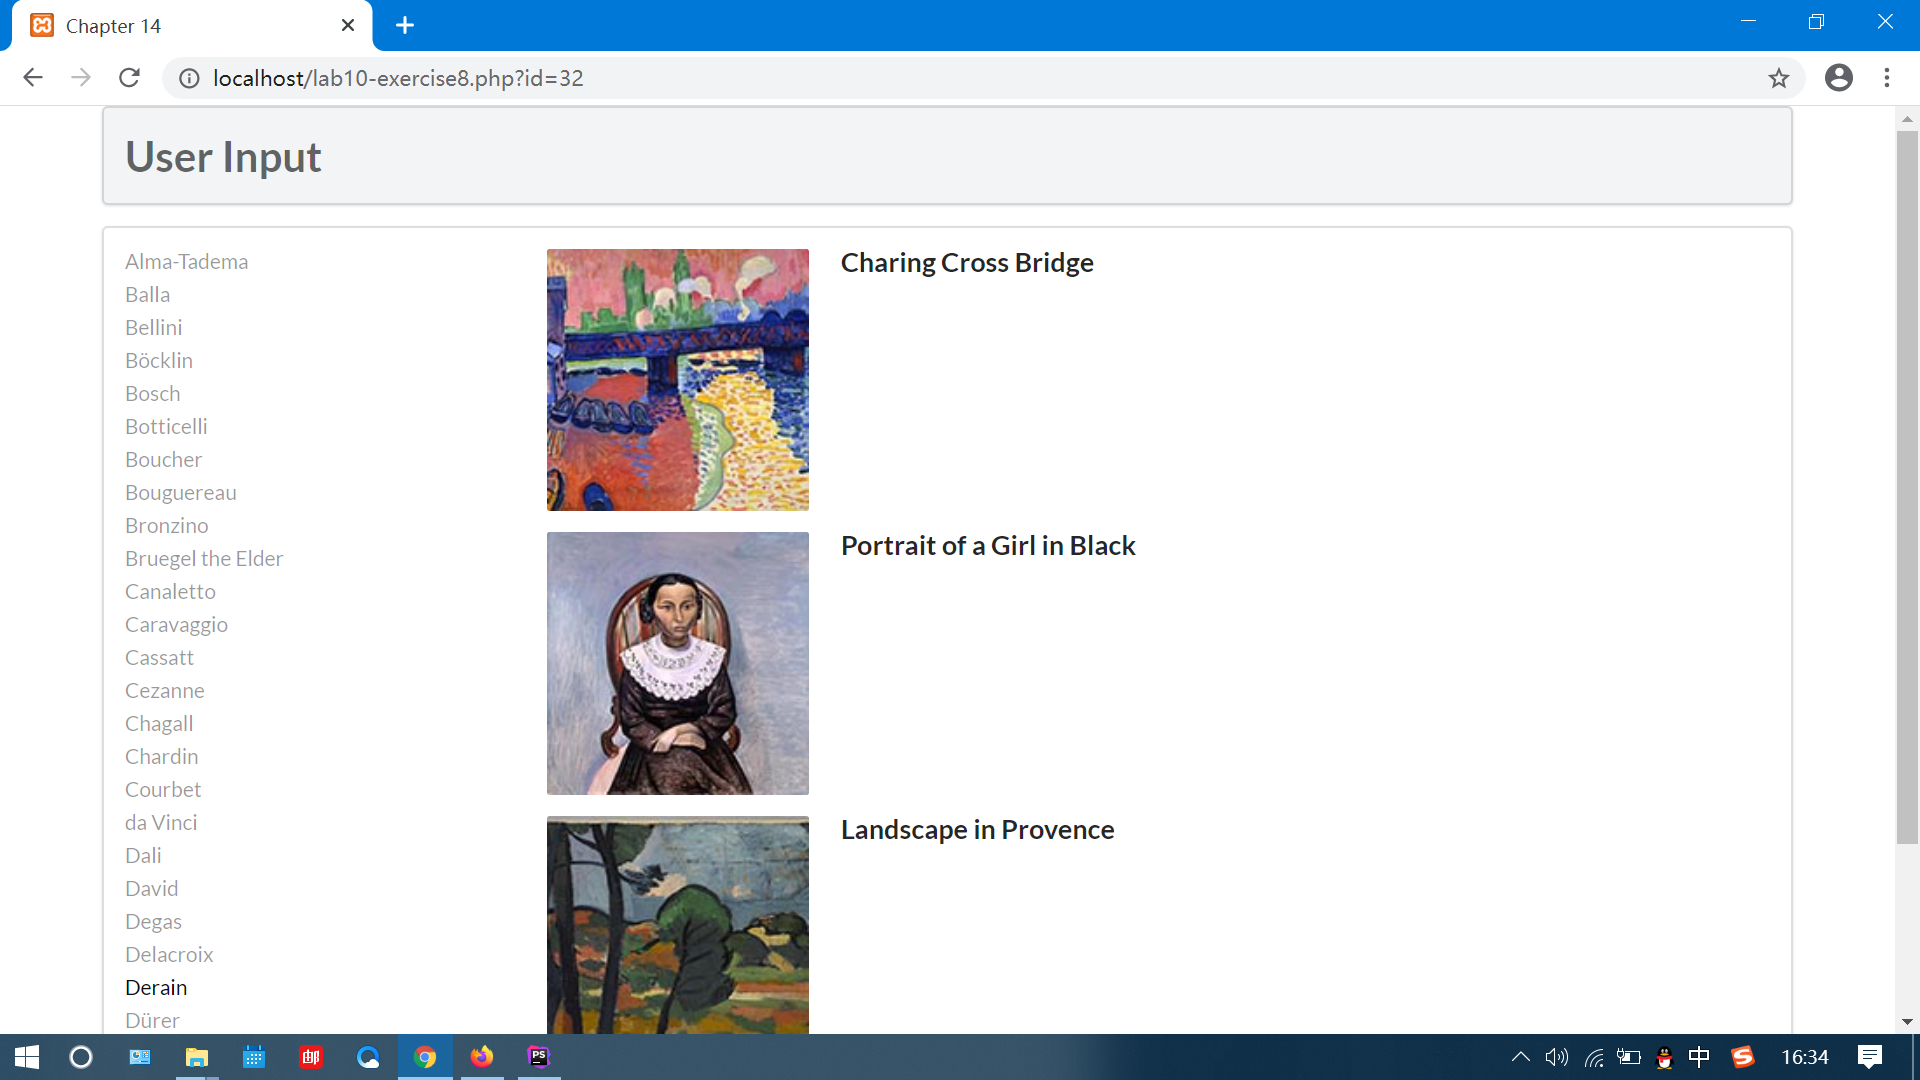 Chapter 14
localhost/lab10-exercise8.php?id=32
User Input
Alma-Tadema
Balla
Bellini
Böcklin
Bosch
Botticelli
Boucher
Bouguereau
Bronzino
Bruegel the Elder
Canaletto
Caravaggio
Cassatt
Cezanne
Chagall
Chardin
Courbet
da Vinci
Dali
David
Degas
Delacroix
Derain
Dürer
Charing Cross Bridge
Portrait of a Girl in Black
Landscape in Provence
邮
PS
中
S
16:34